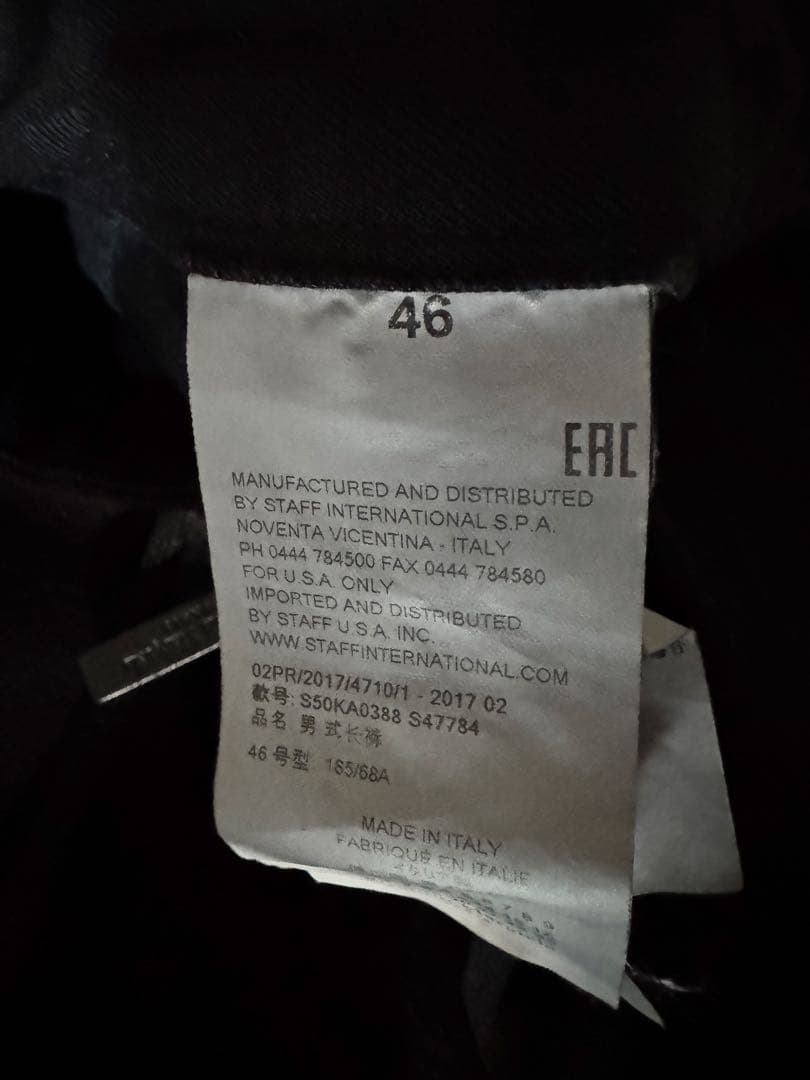 46
EAC
MANUFACTURED AND DISTRIBUTED
BY STAFF INTERNATIONAL S.P.A.
NOVENTA VICENTINA - ITALY
PH 0444 784500 FAX 0444 784580
FOR U.S.A. ONLY
IMPORTED AND DISTRIBUTED
BY STAFF U.S.A. INC.
WWW.STAFFINTERNATIONAL.COM
02PR/2017/4710/1 - 2017 02
款号: S50KA0388 S47784
品名 男 式长裤
46 号型 165/68A
MADE IN ITALY
FABRIQUÉ EN ITALIE